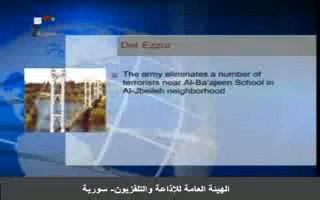 Deir Ezzur
The army eliminates a number of
terrorists near Al-Ba'ajeen School in
Al-Jbeileh neighborhood
الهيئة العامة للإذاعة والتلفزيون- سورية